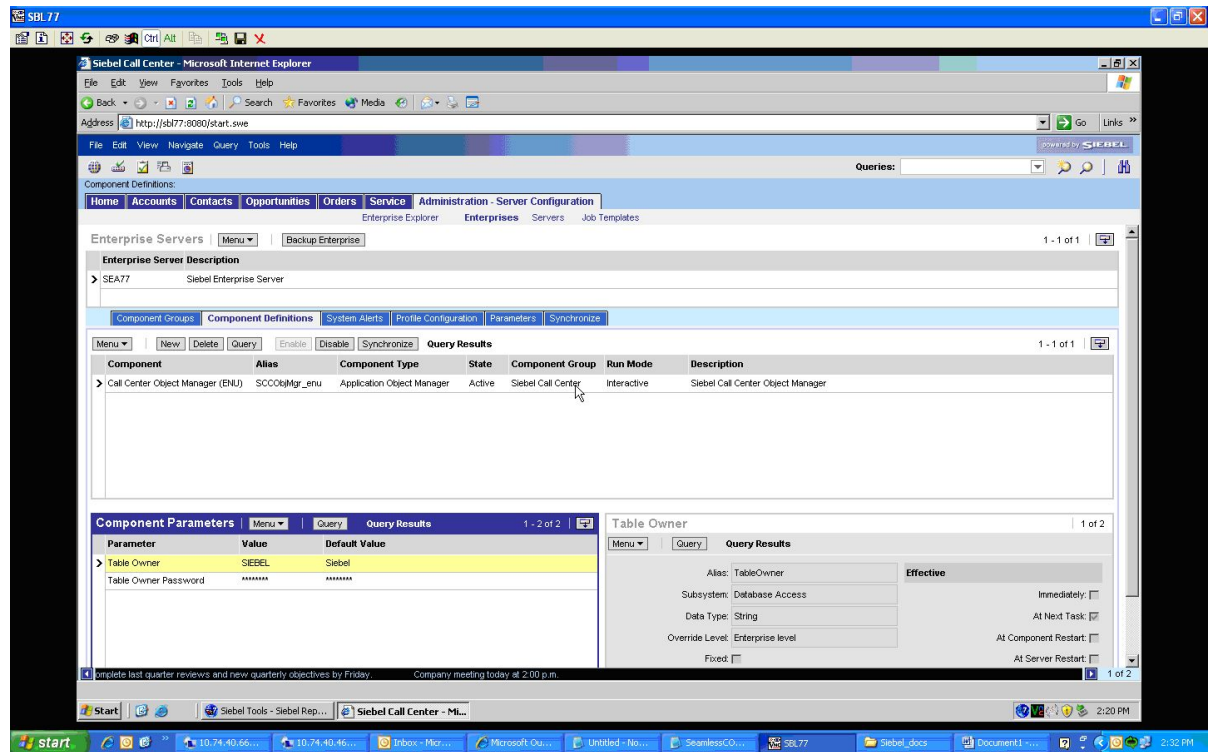 SBL77
Ctrl Alt
Siebel Call Center - Microsoft Internet Explorer
File Edit View Favorites Tools Help
Back Search Favorites Media
Address http://sbl77:8080/start.swe Go Links »
File Edit View Navigate Query Tools Help powered by SIEBEL.
Queries:
Component Definitions:
Home Accounts Contacts Opportunities Orders Service Administration - Server Configuration
Enterprise Explorer Enterprises Servers Job Templates
Enterprise Servers Menu Backup Enterprise 1 - 1 of 1
Enterprise Server Description
SEA77 Siebel Enterprise Server
Component Groups Component Definitions System Alerts Profile Configuration Parameters Synchronize
Menu New Delete Query Enable Disable Synchronize Query Results 1 - 1 of 1
Component Alias Component Type State Component Group Run Mode Description
Call Center Object Manager (ENU) SCCObjMgr_enu Application Object Manager Active Siebel Call Center Interactive Siebel Call Center Object Manager
Component Parameters Menu Query Query Results 1 - 2 of 2
Parameter Value Default Value
Table Owner SIEBEL Siebel
Table Owner Password ******** ********
Table Owner 1 of 2
Menu Query Query Results
Alias: TableOwner Effective
Subsystem: Database Access Immediately:
Data Type: String At Next Task:
Override Level: Enterprise level At Component Restart:
Fixed: At Server Restart:
omplete last quarter reviews and new quarterly objectives by Friday. Company meeting today at 2:00 p.m. 1 of 2
Start Siebel Tools - Siebel Rep... Siebel Call Center - Mi... 2:20 PM
start 10.74.40.66... 10.74.40.46... Inbox - Micr... Microsoft Ou... Untitled - No... SeamlessCO... SBL77 Siebel_docs Document1 -... 2:32 PM